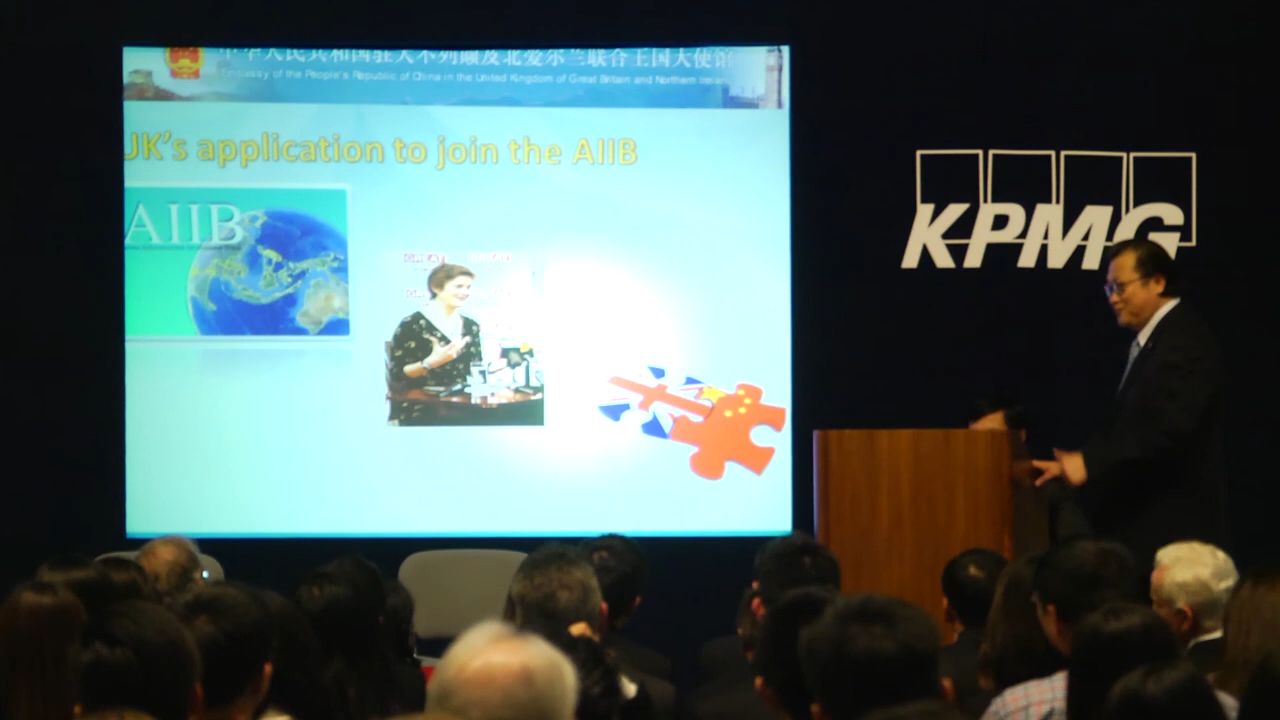 中华人民共和国驻大不列颠及北爱尔兰联合王国大使馆
Embassy of the People's Republic of China in the United Kingdom of Great Britain and Northern Irelan
UK's application to join the AIIB
AIIB
GREAT
KPMG